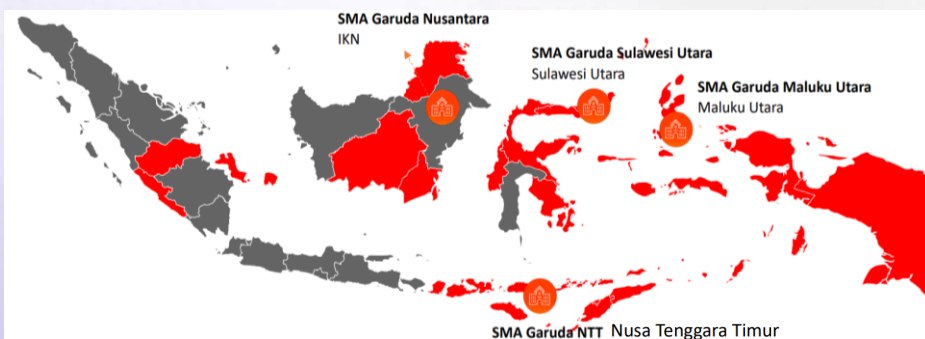 SMA Garuda Nusantara
IKN
SMA Garuda Sulawesi Utara
Sulawesi Utara
SMA Garuda Maluku Utara
Maluku Utara
SMA Garuda NTT Nusa Tenggara Timur